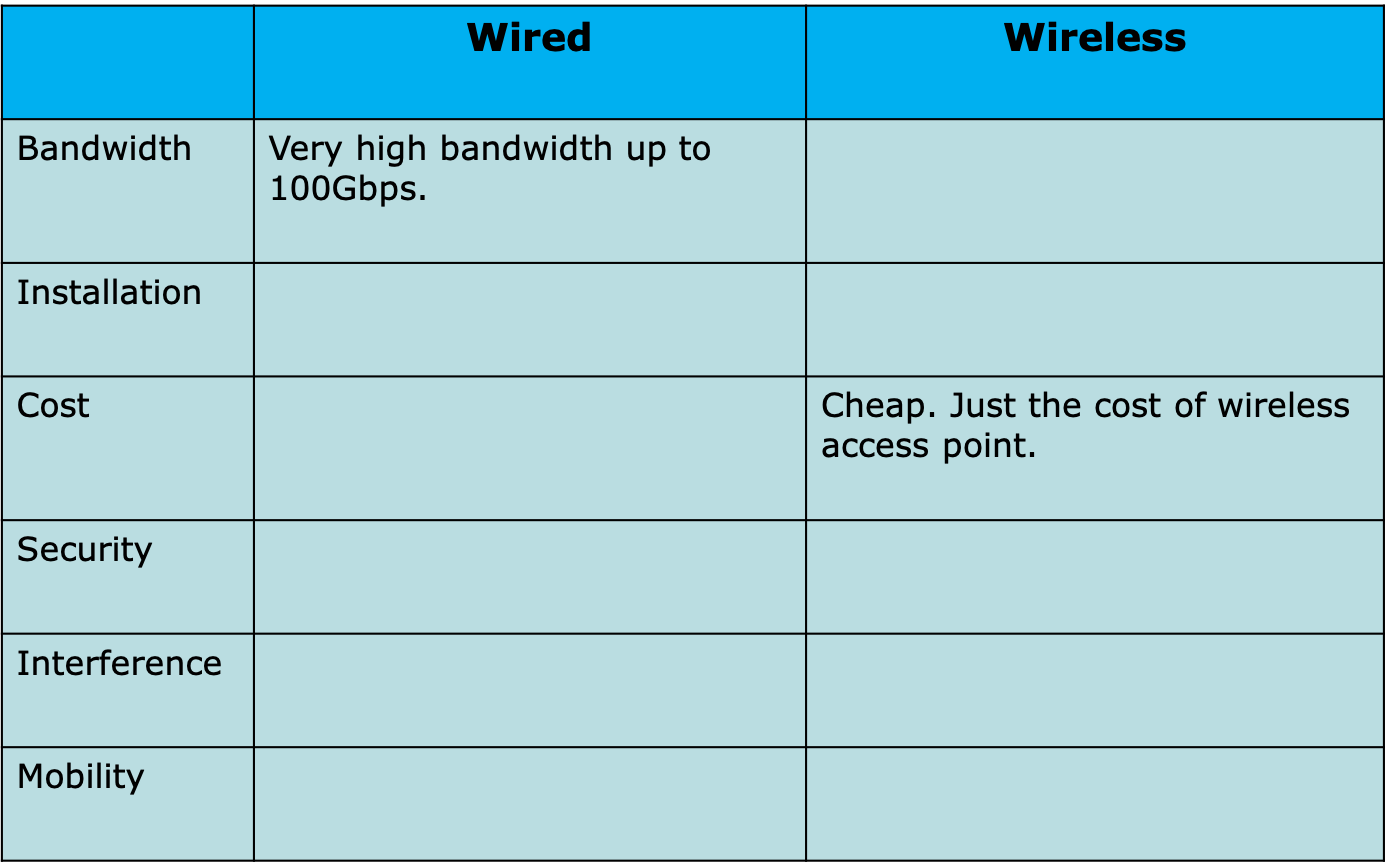 Wired
Wireless
Bandwidth
Very high bandwidth up to
100Gbps.
Installation
Cost
Cheap. Just the cost of wireless
access point.
Security
Interference
Mobility